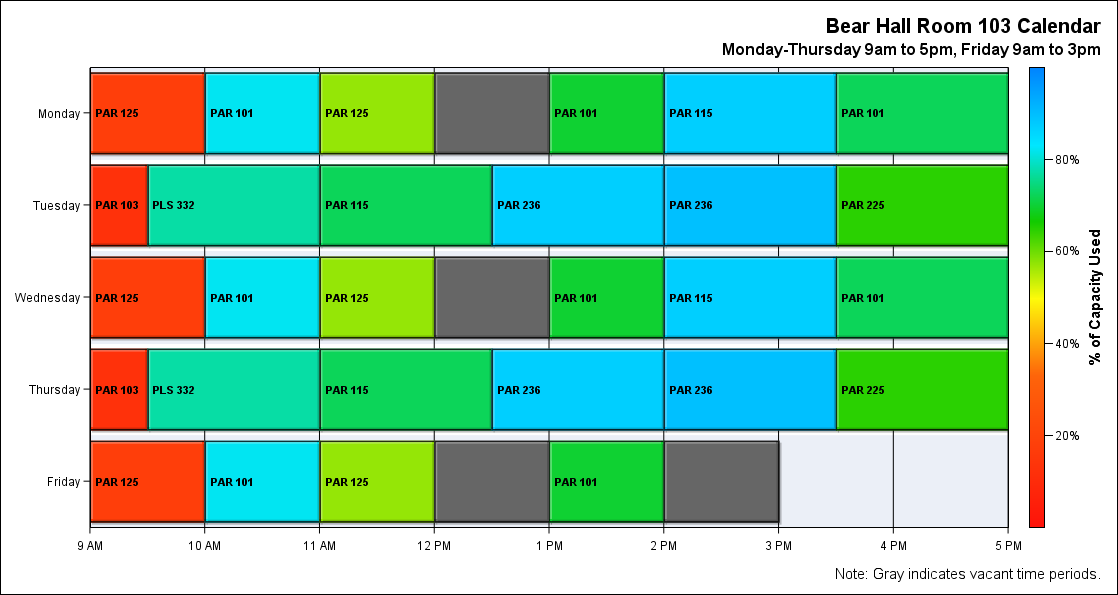 Bear Hall Room 103 Calendar
Monday-Thursday 9am to 5pm, Friday 9am to 3pm
Monday PAR 125 PAR 101 PAR 125 PAR 101 PAR 115 PAR 101
80%
Tuesday PAR 103 PLS 332 PAR 115 PAR 236 PAR 236 PAR 225
60%
Wednesday PAR 125 PAR 101 PAR 125 PAR 101 PAR 115 PAR 101
% of Capacity Used
40%
Thursday PAR 103 PLS 332 PAR 115 PAR 236 PAR 236 PAR 225
20%
Friday PAR 125 PAR 101 PAR 125 PAR 101
9 AM 10 AM 11 AM 12 PM 1 PM 2 PM 3 PM 4 PM 5 PM
Note: Gray indicates vacant time periods.